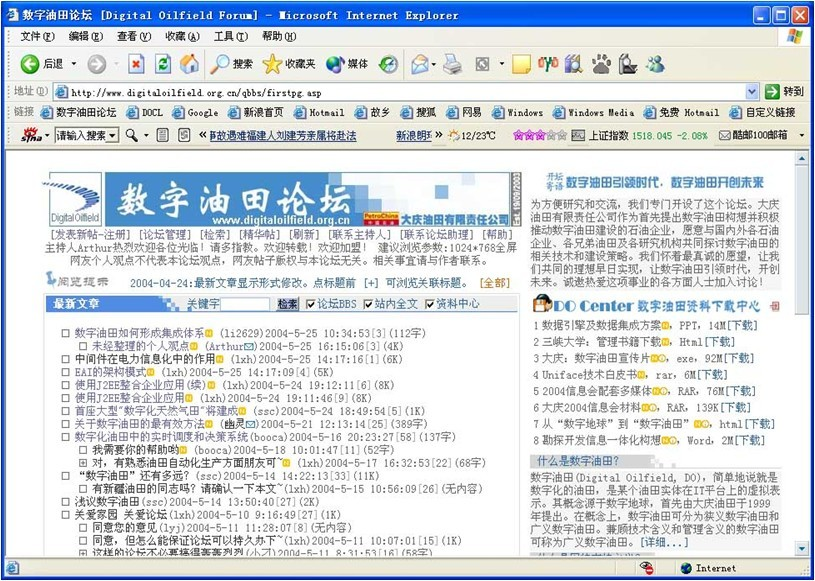 数字油田论坛 [Digital Oilfield Forum] - Microsoft Internet Explorer
文件(F) 编辑(E) 查看(V) 收藏(A) 工具(T) 帮助(H)
后退 搜索 收藏夹 媒体
地址(D) http://www.digitaloilfield.org.cn/qbbs/firstpg.asp 转到
链接 数字油田论坛 DOCL Google 新浪首页 Hotmail 故乡 搜狐 网易 Windows Windows Media 免费 Hotmail 自定义链接
sina 请输入搜索 故遇难福建人刘建芳亲属将赴法 12/23℃ 上证指数 1518.045 -2.08% 酷邮100邮箱
Digital Oilfield 数字油田论坛
www.digitaloilfield.org.cn PetroChina 大庆油田有限责任公司
[发表新帖-注册] [论坛管理] [检索] [精华帖] [刷新] [联系主持人] [联系论坛助理] [帮助]
主持人Arthur热烈欢迎各位光临！请多指教。欢迎转载！欢迎加盟！ 建议浏览参数:1024*768全屏
网友个人观点不代表本论坛观点，网友帖子版权与本论坛无关。相关事宜请与作者联系。
阅览提示 2004-04-24:最新文章显示形式修改。点标题前 [+] 可浏览关联标题。 [全部]
最新文章 关键字 检索 论坛BBS 站内全文 资料中心
数字油田如何形成集成体系 (li2629)2004-5-25 10:34:53[3](112字)
未经整理的个人观点 (Arthur)2004-5-25 16:15:06[3](4K)
中间件在电力信息化中的作用 (lxh)2004-5-25 14:17:16[1](6K)
EAI的架构模式 (lxh)2004-5-25 14:17:09[4](5K)
使用J2EE整合企业应用(续) (lxh)2004-5-24 19:12:11[6](8K)
使用J2EE整合企业应用 (lxh)2004-5-24 19:11:46[9](8K)
首座大型"数字化天然气田"将建成 (ssc)2004-5-24 18:49:54[5](1K)
关于数字油田的最有效方法 (幽灵)2004-5-21 12:13:14[25](389字)
数字化油田中的实时调度和决策系统(booca)2004-5-16 20:23:27[58](137字)
我需要你的帮助哟 (booca)2004-5-18 10:01:47[11](52字)
对，有熟悉油田自动化生产方面朋友可~ (lxh)2004-5-17 16:32:53[22](68字)
“数字油田”还有多远？(ssc)2004-5-14 14:22:13[33](11K)
有新疆油田的同志吗？请确认一下本文~(lxh)2004-5-15 10:56:09[26](无内容)
浅议数字油田(ssc)2004-5-14 13:50:40[27](2K)
关爱家园 关爱论坛(lxh)2004-5-10 9:16:49[27](1K)
同意您的意见(lyj)2004-5-11 11:28:07[8](无内容)
同意，但怎么能保证论坛可以持久办下~(lxh)2004-5-11 10:07:01[15](1K)
这样的论坛不必要搞得轰轰烈烈(小刁)2004-5-11 8:31:53[16](58字)
开坛寄语 数字油田引领时代，数字油田开创未来
为方便研究和交流，我们专门开设了这个论坛。大庆
油田有限责任公司作为首先提出数字油田构想并积极
推动数字油田建设的石油企业，愿意与国内外各石油
企业、各兄弟油田及各研究机构共同探讨数字油田的
相关技术和建设策略。我们怀着最真诚的愿望，让我
们共同的理想早日实现，让数字油田引领时代，开创
未来。诚邀热爱这项事业的各方面人士加入讨论！
DO Center 数字油田资料下载中心
1 数据引擎及数据集成方案，PPT，14M[下载]
2 三峡大学：管理书籍下载，Html[下载]
3 大庆：数字油田宣传片，exe，92M[下载]
4 Uniface技术白皮书，rar，6M[下载]
5 2004信息会配套多媒体，RAR，76M[下载]
6 大庆2004信息会材料，RAR，139K[下载]
7 从“数字地球”到“数字油田”，html[下载]
8 勘探开发信息一体化构想，Word，2M[下载]
什么是数字油田？
数字油田(Digital Oilfield, DO)，简单地说就是
数字化的油田，是某个油田实体在IT平台上的虚拟表
示。其概念源于数字地球，首先由大庆油田于1999
年提出。在概念上，数字油田可分为狭义数字油田和
广义数字油田。兼顾技术含义和管理含义的数字油田
可称为广义数字油田。[详细...]
Internet